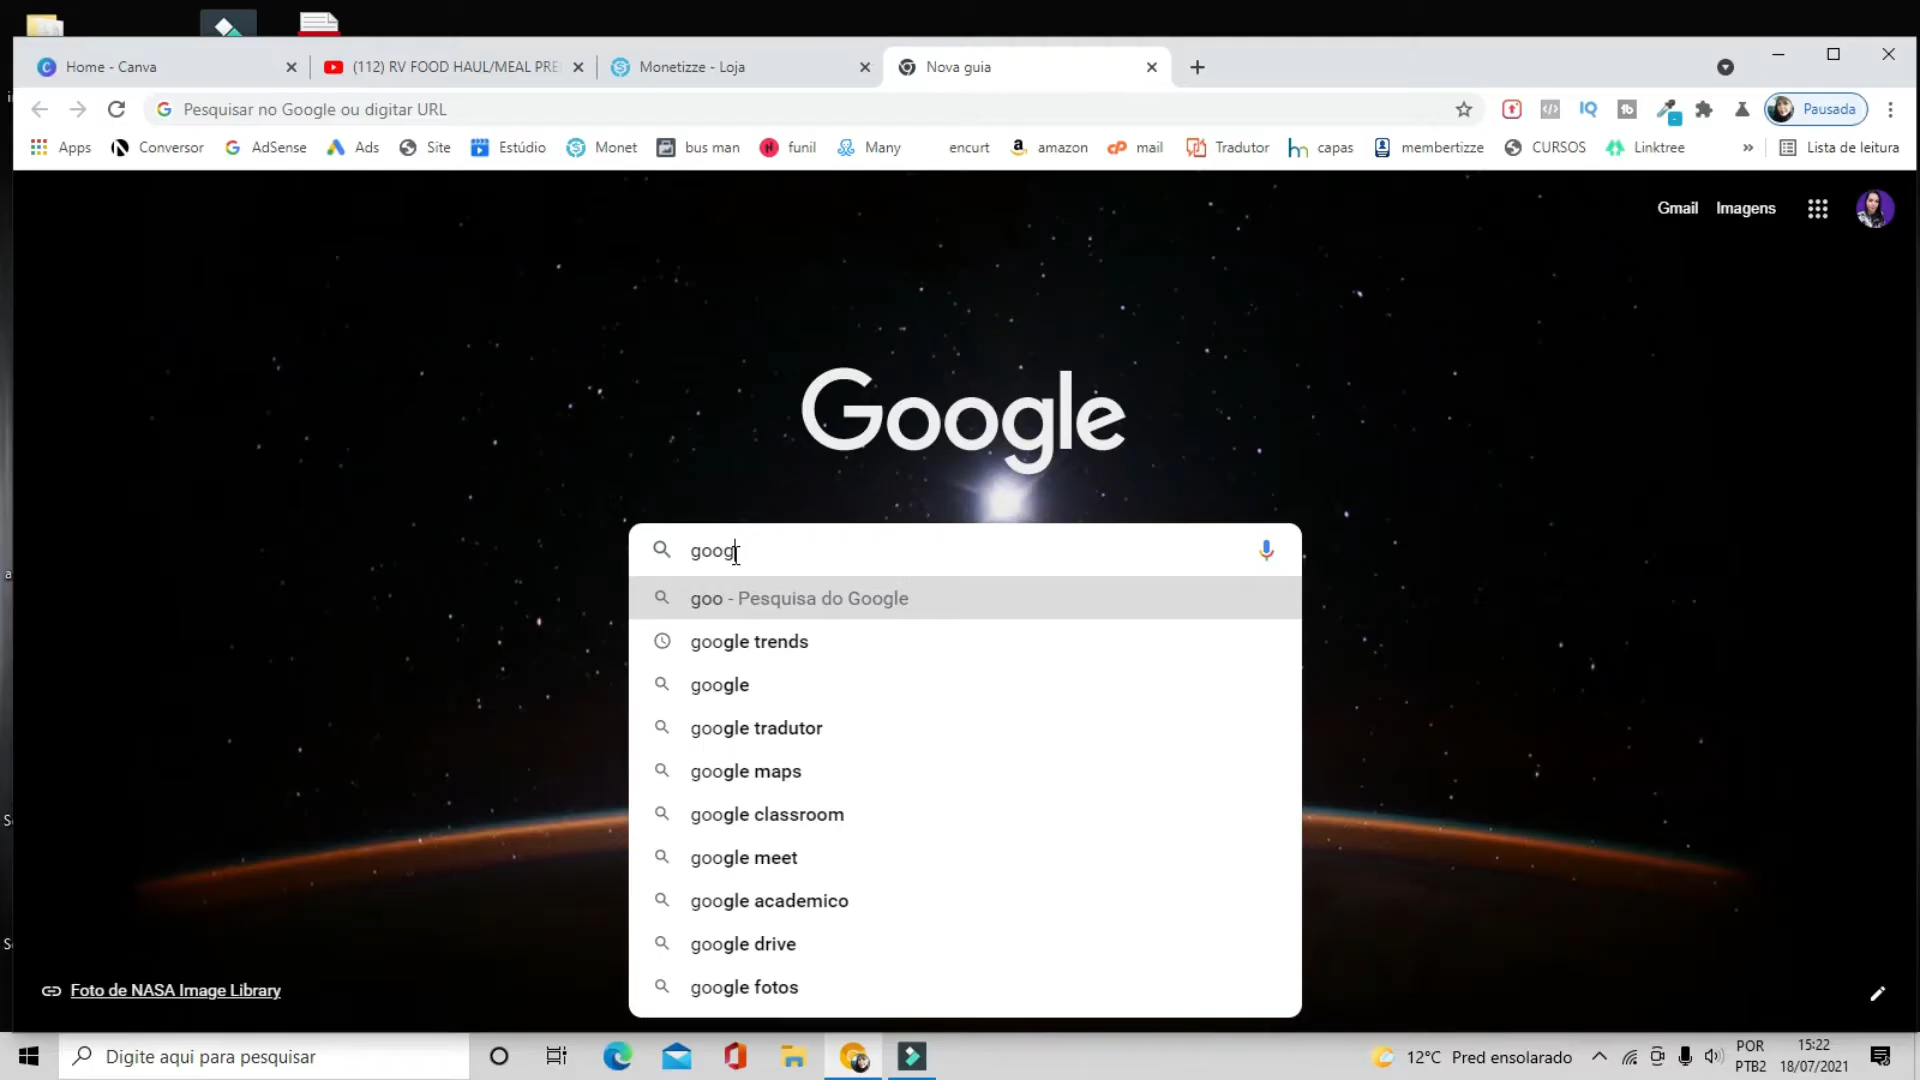 Home - Canva
(112) RV FOOD HAUL/MEAL PRE
Monetizze - Loja
Nova guia
Pesquisar no Google ou digitar URL
Pausada
Apps
Conversor
AdSense
Ads
Site
Estúdio
Monet
bus man
funil
Many
encurt
amazon
mail
Tradutor
capas
membertizze
CURSOS
Linktree
»
Lista de leitura
Gmail
Imagens
Google
goog
goo - Pesquisa do Google
google trends
google
google tradutor
google maps
google classroom
google meet
google academico
google drive
google fotos
Foto de NASA Image Library
Digite aqui para pesquisar
12°C Pred ensolarado
POR
PTB2
15:22
18/07/2021